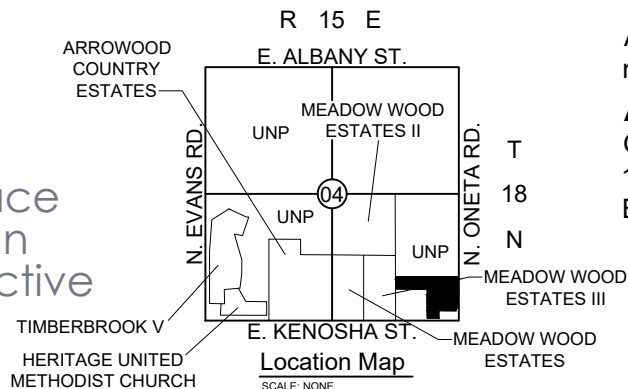 R 15 E
ARROWOOD
COUNTRY
ESTATES
E. ALBANY ST.
UNP
MEADOW WOOD
ESTATES II
N. EVANS RD.
N. ONETA RD.
T
18
N
04
UNP
UNP
MEADOW WOOD
ESTATES III
TIMBERBROOK V
E. KENOSHA ST.
MEADOW WOOD
ESTATES
HERITAGE UNITED
METHODIST CHURCH
Location Map
SCALE: NONE